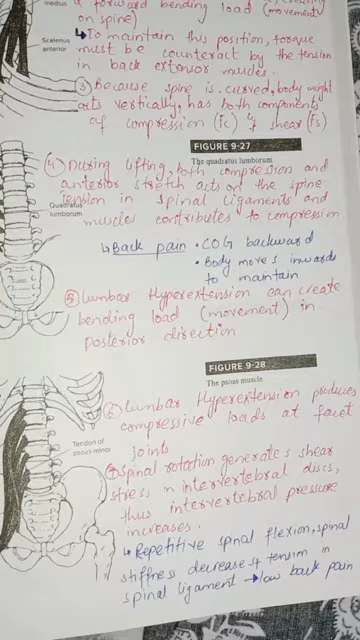 medius
a forward bending load (movement
on spine)
↳ To maintain this position, torque
Scalenus
anterior
must be counteract by the tension
in back extensor muscles.
③ Because spine is curved, body weight
acts vertically, has both components
of compression (Fc) & shear (Fs)
FIGURE 9-27
The quadratus lumborum.
④ During lifting, both compression and
anterior stretch acts on the spine.
tension in spinal ligaments and
Quadratus
lumborum
muscles contributes to compression
↳ Back pain • COG backward
• Body moves inwards
to maintain
⑤ Lumbar Hyperextension can create
bending load (movement) in
posterior direction
FIGURE 9-28
The psoas muscle
⑥ Lumbar Hyperextension produces
compressive loads at facet
joints
Tendon of
psoas minor
⑦ Spinal rotation generates shear
stress in intervertebral discs,
thus intervertebral pressure
increases.
↳ Repetitive spinal flexion, spinal
stiffness decreases tension in
spinal ligament → low back pain